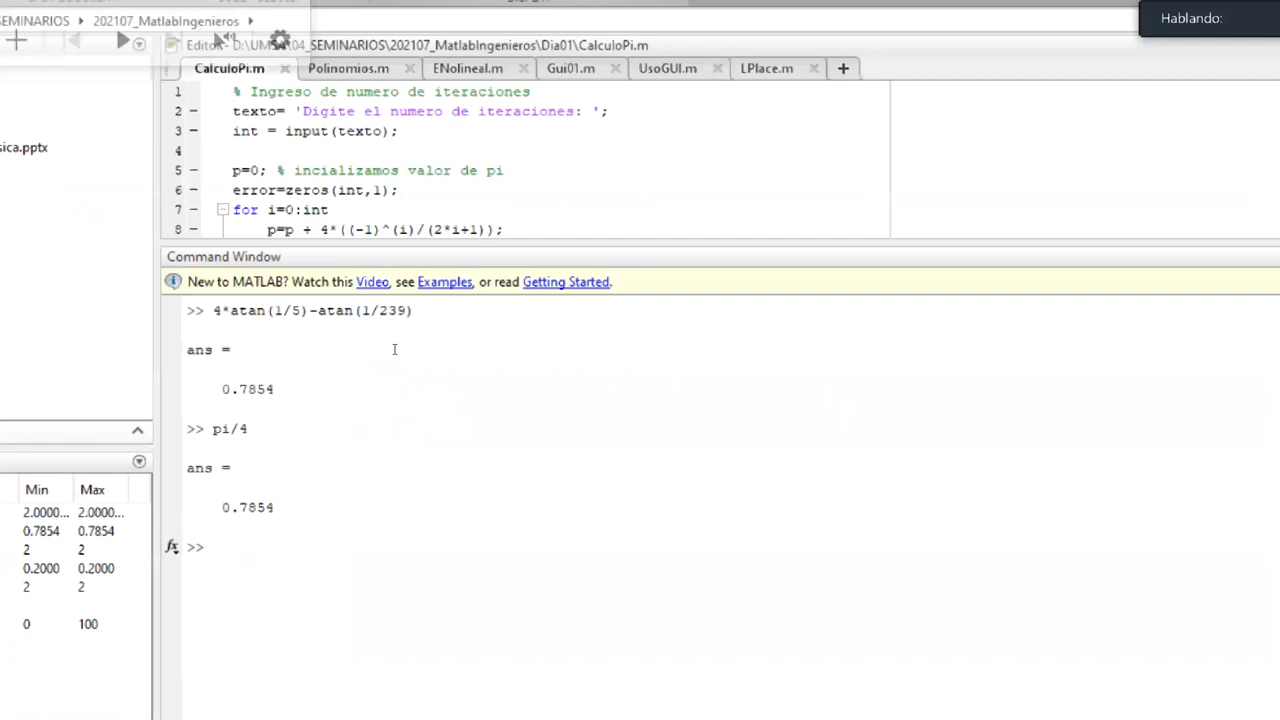 Hablando:
SEMINARIOS 202107_MatlabIngenieros
Editor - D:\UMSA\04_SEMINARIOS\202107_MatlabIngenieros\Dia01\CalculoPi.m
CalculoPi.m Polinomios.m ENolineal.m Gui01.m UsoGUI.m LPlace.m
1 % Ingreso de numero de iteraciones
2 texto= 'Digite el numero de iteraciones: ';
3 int = input(texto);
4
5 p=0; % incializamos valor de pi
6 error=zeros(int,1);
7 for i=0:int
8 p=p + 4*((-1)^(i)/(2*i+1));
sica.pptx
Command Window
New to MATLAB? Watch this Video, see Examples, or read Getting Started.
>> 4*atan(1/5)-atan(1/239)
ans =
0.7854
>> pi/4
ans =
0.7854
fx >>
Min Max
2.0000... 2.0000...
0.7854 0.7854
2 2
0.2000 0.2000
2 2
0 100